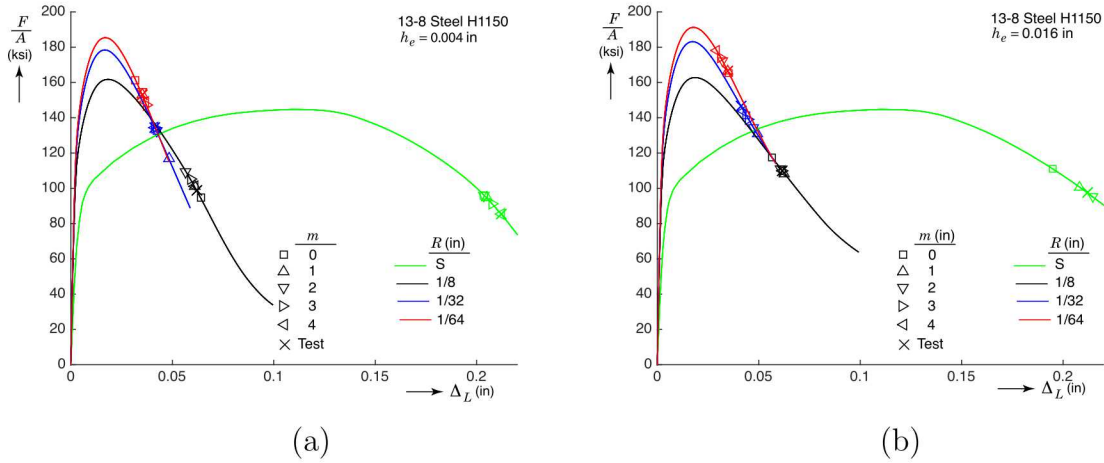 F
A
(ksi)
200
180
160
140
120
100
80
60
40
20
0
13-8 Steel H1150
h_e = 0.004 in
m
0
1
2
3
4
Test
R (in)
S
1/8
1/32
1/64
0
0.05
0.1
0.15
0.2
Δ_L (in)
(a)
F
A
(ksi)
200
180
160
140
120
100
80
60
40
20
0
13-8 Steel H1150
h_e = 0.016 in
m (in)
0
1
2
3
4
Test
R (in)
S
1/8
1/32
1/64
0
0.05
0.1
0.15
0.2
Δ_L (in)
(b)